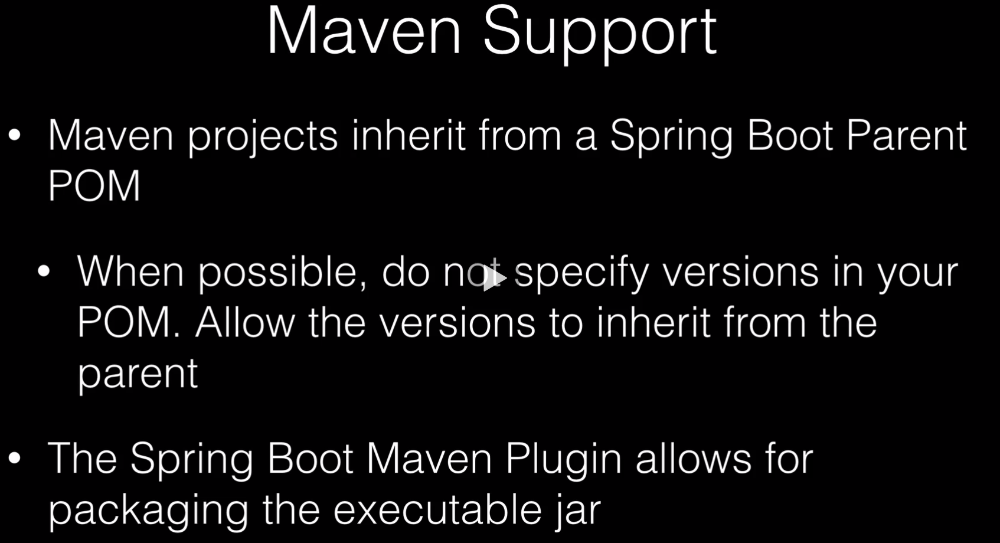 Maven Support
• Maven projects inherit from a Spring Boot Parent
POM
• When possible, do not specify versions in your
POM. Allow the versions to inherit from the
parent
• The Spring Boot Maven Plugin allows for
packaging the executable jar